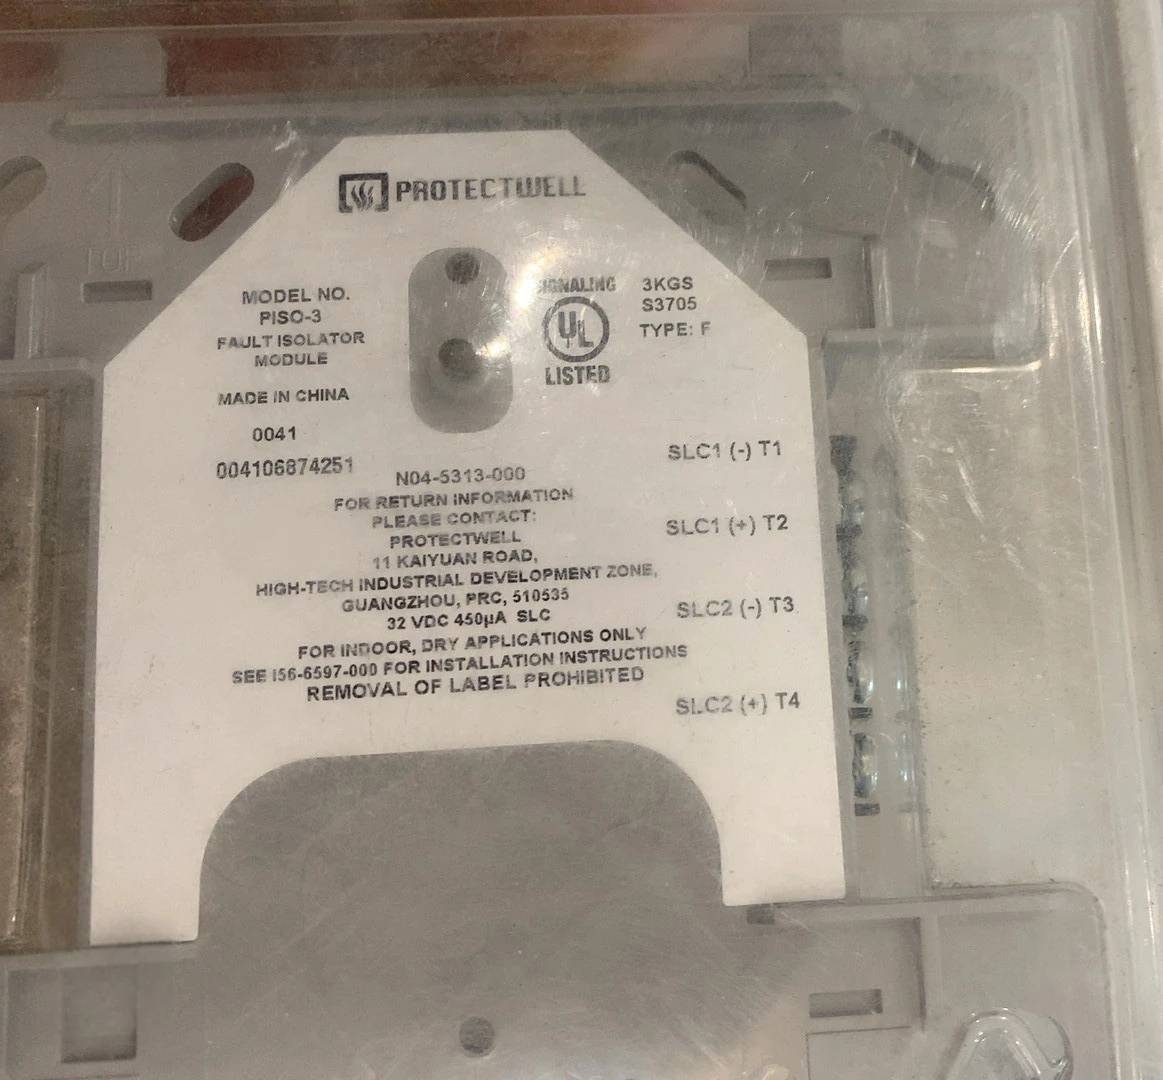 TOP
PROTECTWELL
MODEL NO.
PISO-3
FAULT ISOLATOR
MODULE
MADE IN CHINA
0041
004106874251
SIGNALING
UL
LISTED
3KGS
S3705
TYPE: F
N04-5313-000
FOR RETURN INFORMATION
PLEASE CONTACT:
PROTECTWELL
11 KAIYUAN ROAD,
HIGH-TECH INDUSTRIAL DEVELOPMENT ZONE,
GUANGZHOU, PRC, 510535
32 VDC 450µA SLC
FOR INDOOR, DRY APPLICATIONS ONLY
SEE I56-6597-000 FOR INSTALLATION INSTRUCTIONS
REMOVAL OF LABEL PROHIBITED
SLC1 (-) T1
SLC1 (+) T2
SLC2 (-) T3
SLC2 (+) T4